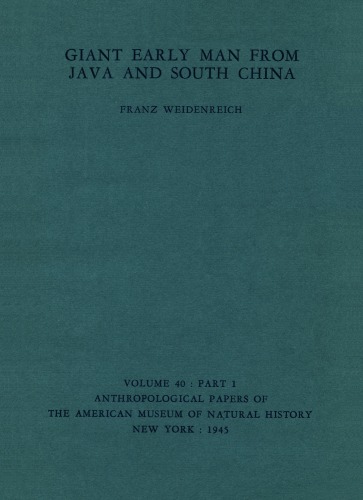 GIANT EARLY MAN FROM
JAVA AND SOUTH CHINA
FRANZ WEIDENREICH
VOLUME 40 : PART 1
ANTHROPOLOGICAL PAPERS OF
THE AMERICAN MUSEUM OF NATURAL HISTORY
NEW YORK : 1945